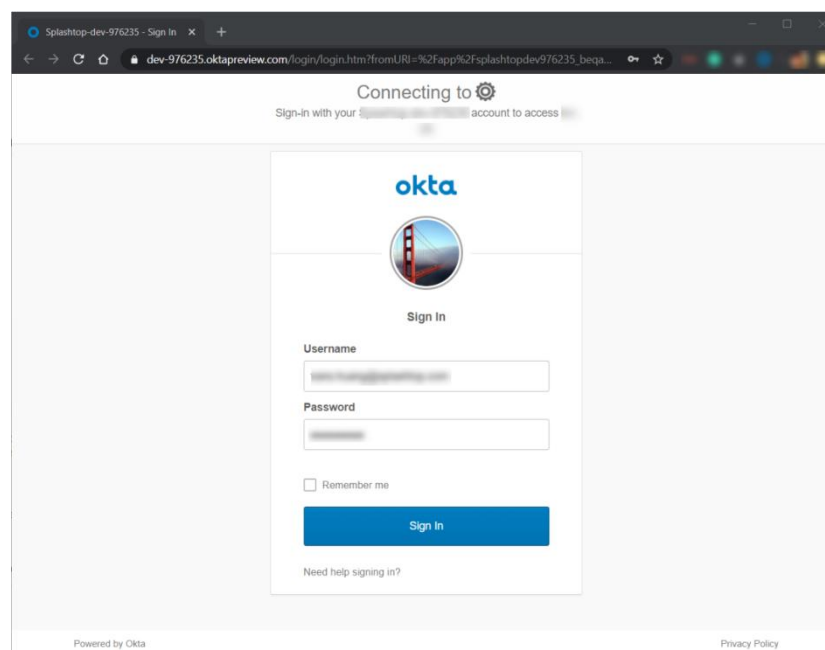 Splashtop-dev-976235 - Sign In
dev-976235.oktapreview.com/login/login.htm?fromURI=%2Fapp%2Fsplashtopdev976235_beqa...
Connecting to
Sign-in with your account to access
okta
Sign In
Username
Password
Remember me
Sign In
Need help signing in?
Powered by Okta
Privacy Policy